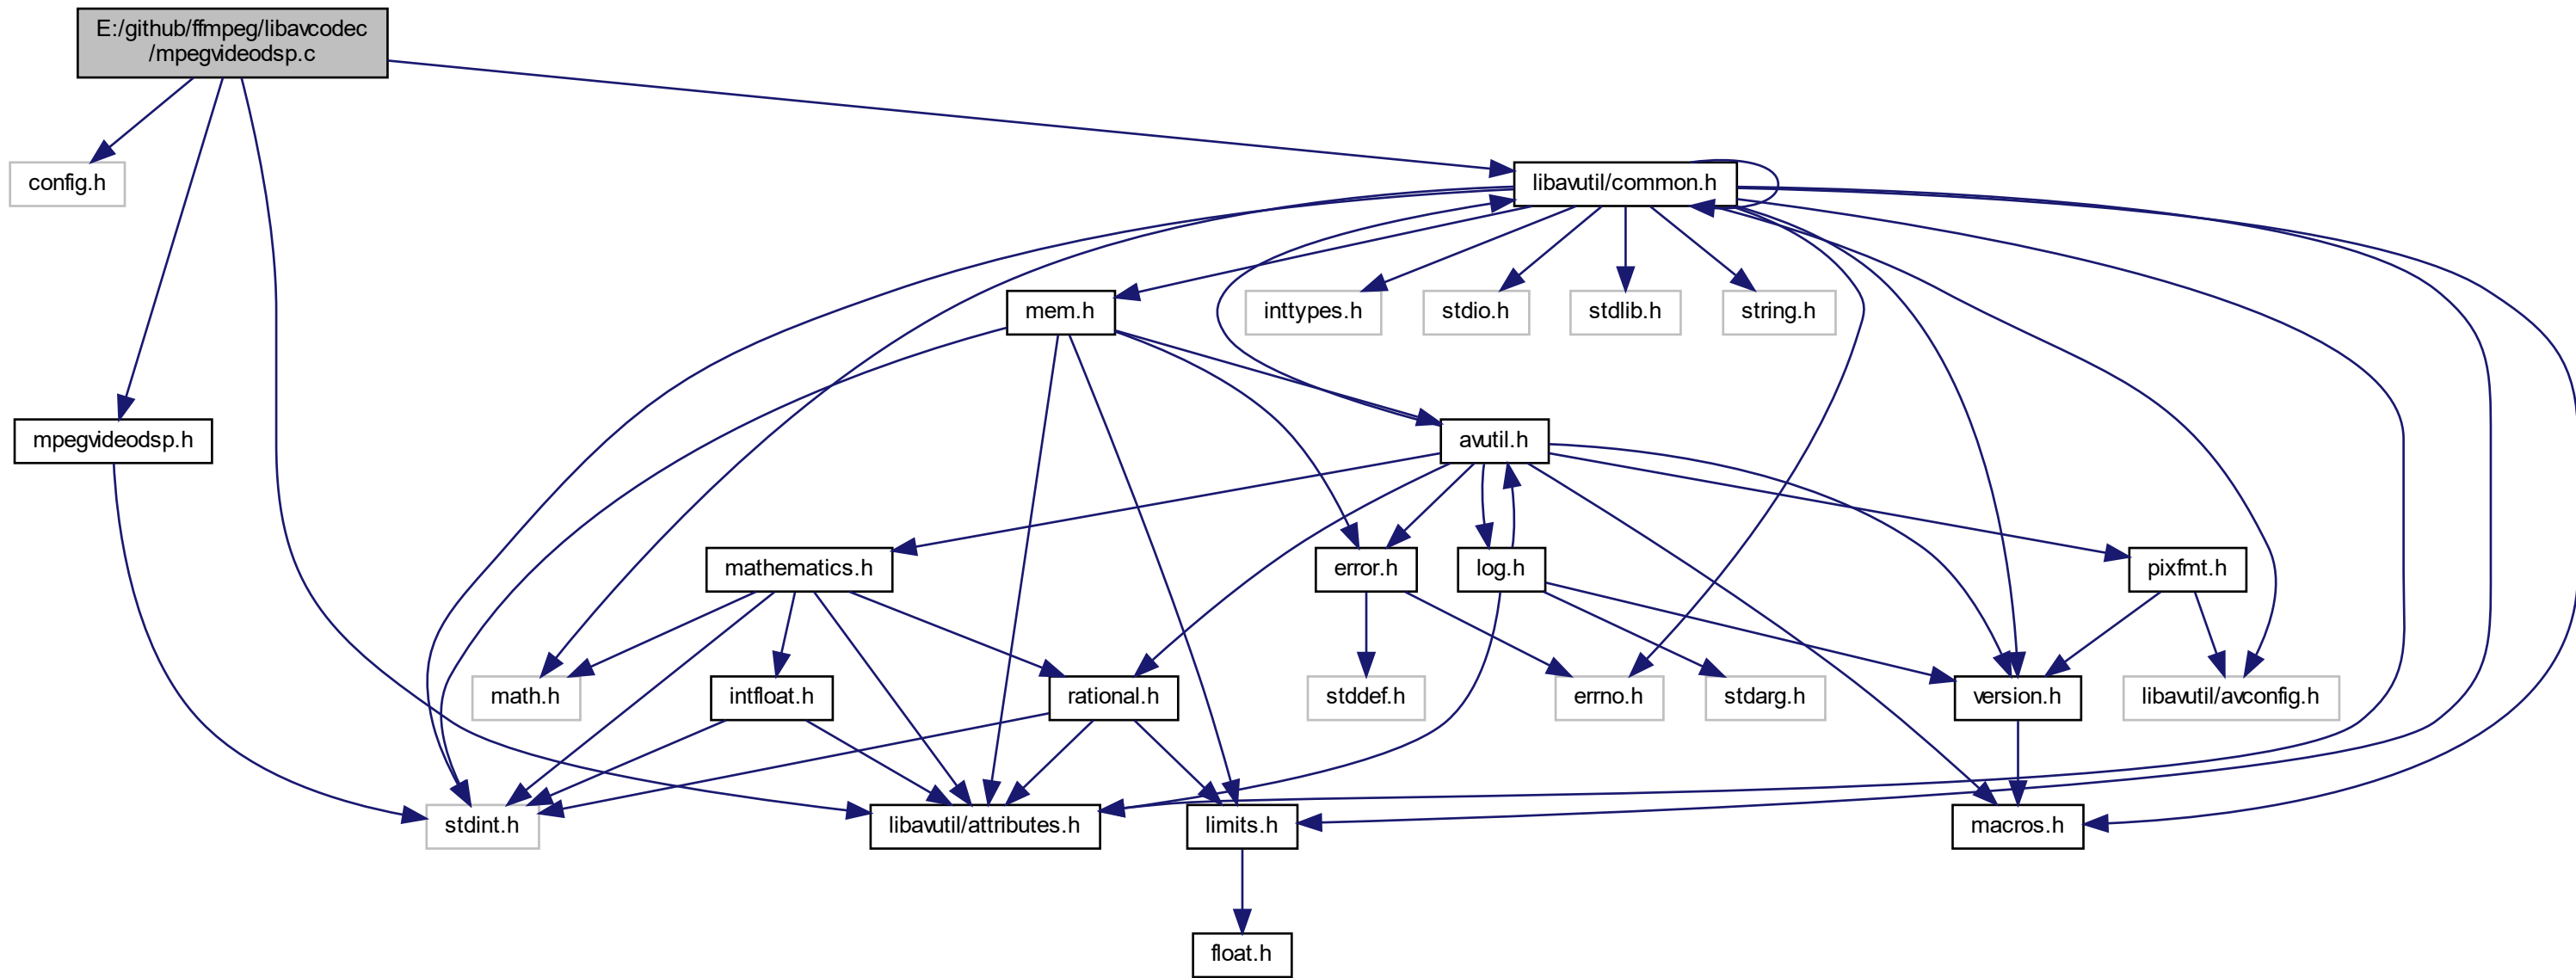 E:/github/ffmpeg/libavcodec
/mpegvideodsp.c
config.h
libavutil/common.h
mem.h
inttypes.h
stdio.h
stdlib.h
string.h
mpegvideodsp.h
avutil.h
mathematics.h
error.h
log.h
pixfmt.h
math.h
intfloat.h
rational.h
stddef.h
errno.h
stdarg.h
version.h
libavutil/avconfig.h
stdint.h
libavutil/attributes.h
limits.h
macros.h
float.h